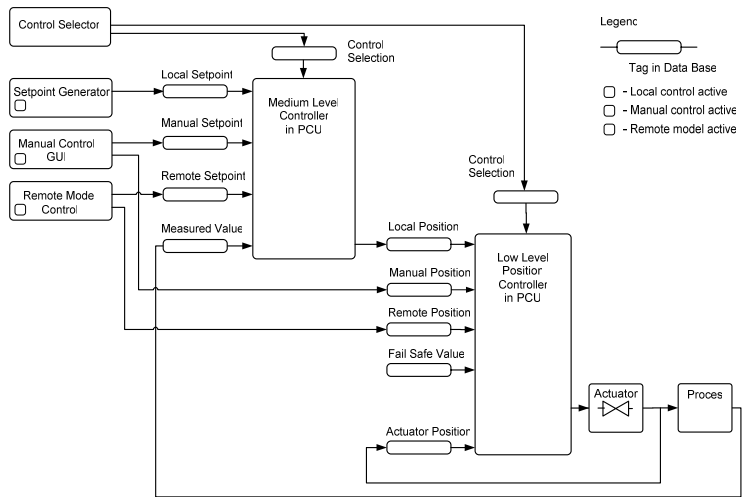 Control Selector
Control
Selection
Setpoint Generator
Manual Control
GUI
Remote Mode
Control
Local Setpoint
Manual Setpoint
Remote Setpoint
Measured Value
Medium Level
Controller
in PCU
Control
Selection
Local Position
Manual Position
Remote Position
Fail Safe Value
Actuator Position
Low Level
Position
Controller
in PCU
Actuator
Proces
Legend
Tag in Data Base
- Local control active
- Manual control active
- Remote model active